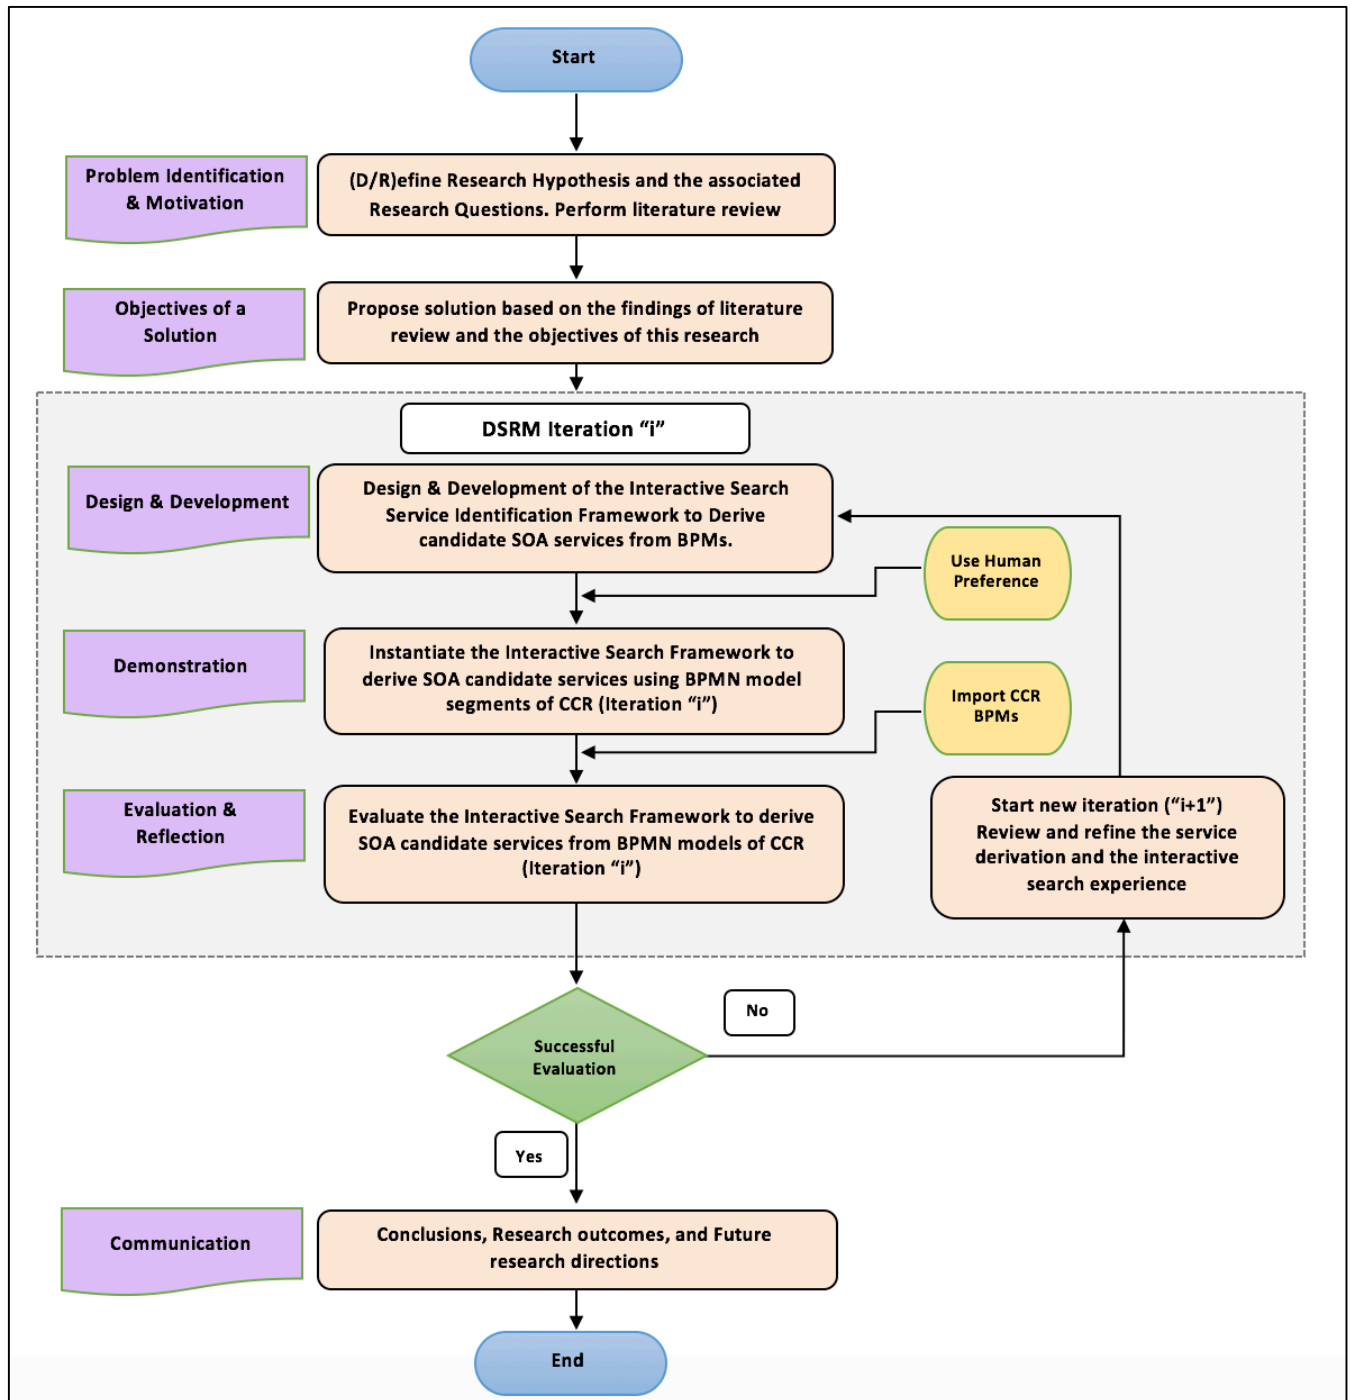 Start
Problem Identification
& Motivation
(D/R)efine Research Hypothesis and the associated
Research Questions. Perform literature review
Objectives of a
Solution
Propose solution based on the findings of literature
review and the objectives of this research
DSRM Iteration “i”
Design & Development
Design & Development of the Interactive Search
Service Identification Framework to Derive
candidate SOA services from BPMs.
Use Human
Preference
Demonstration
Instantiate the Interactive Search Framework to
derive SOA candidate services using BPMN model
segments of CCR (Iteration “i”)
Import CCR
BPMs
Evaluation &
Reflection
Evaluate the Interactive Search Framework to derive
SOA candidate services from BPMN models of CCR
(Iteration “i”)
Start new iteration (“i+1”)
Review and refine the service
derivation and the interactive
search experience
No
Successful
Evaluation
Yes
Communication
Conclusions, Research outcomes, and Future
research directions
End